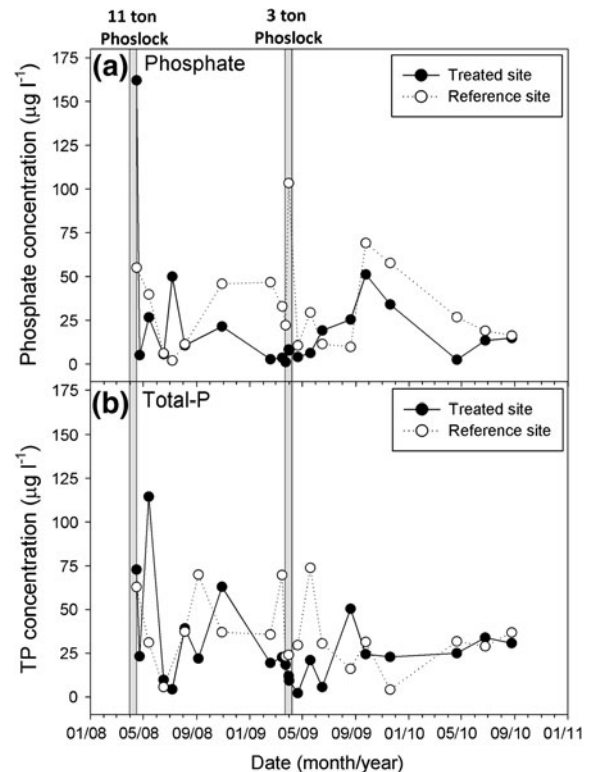 11 ton 3 ton
Phoslock Phoslock
(a) Phosphate
Treated site
Reference site
Phosphate concentration (µg l⁻¹)
175
150
125
100
75
50
25
0
(b) Total-P
Treated site
Reference site
TP concentration (µg l⁻¹)
175
150
125
100
75
50
25
0
01/08 05/08 09/08 01/09 05/09 09/09 01/10 05/10 09/10 01/11
Date (month/year)